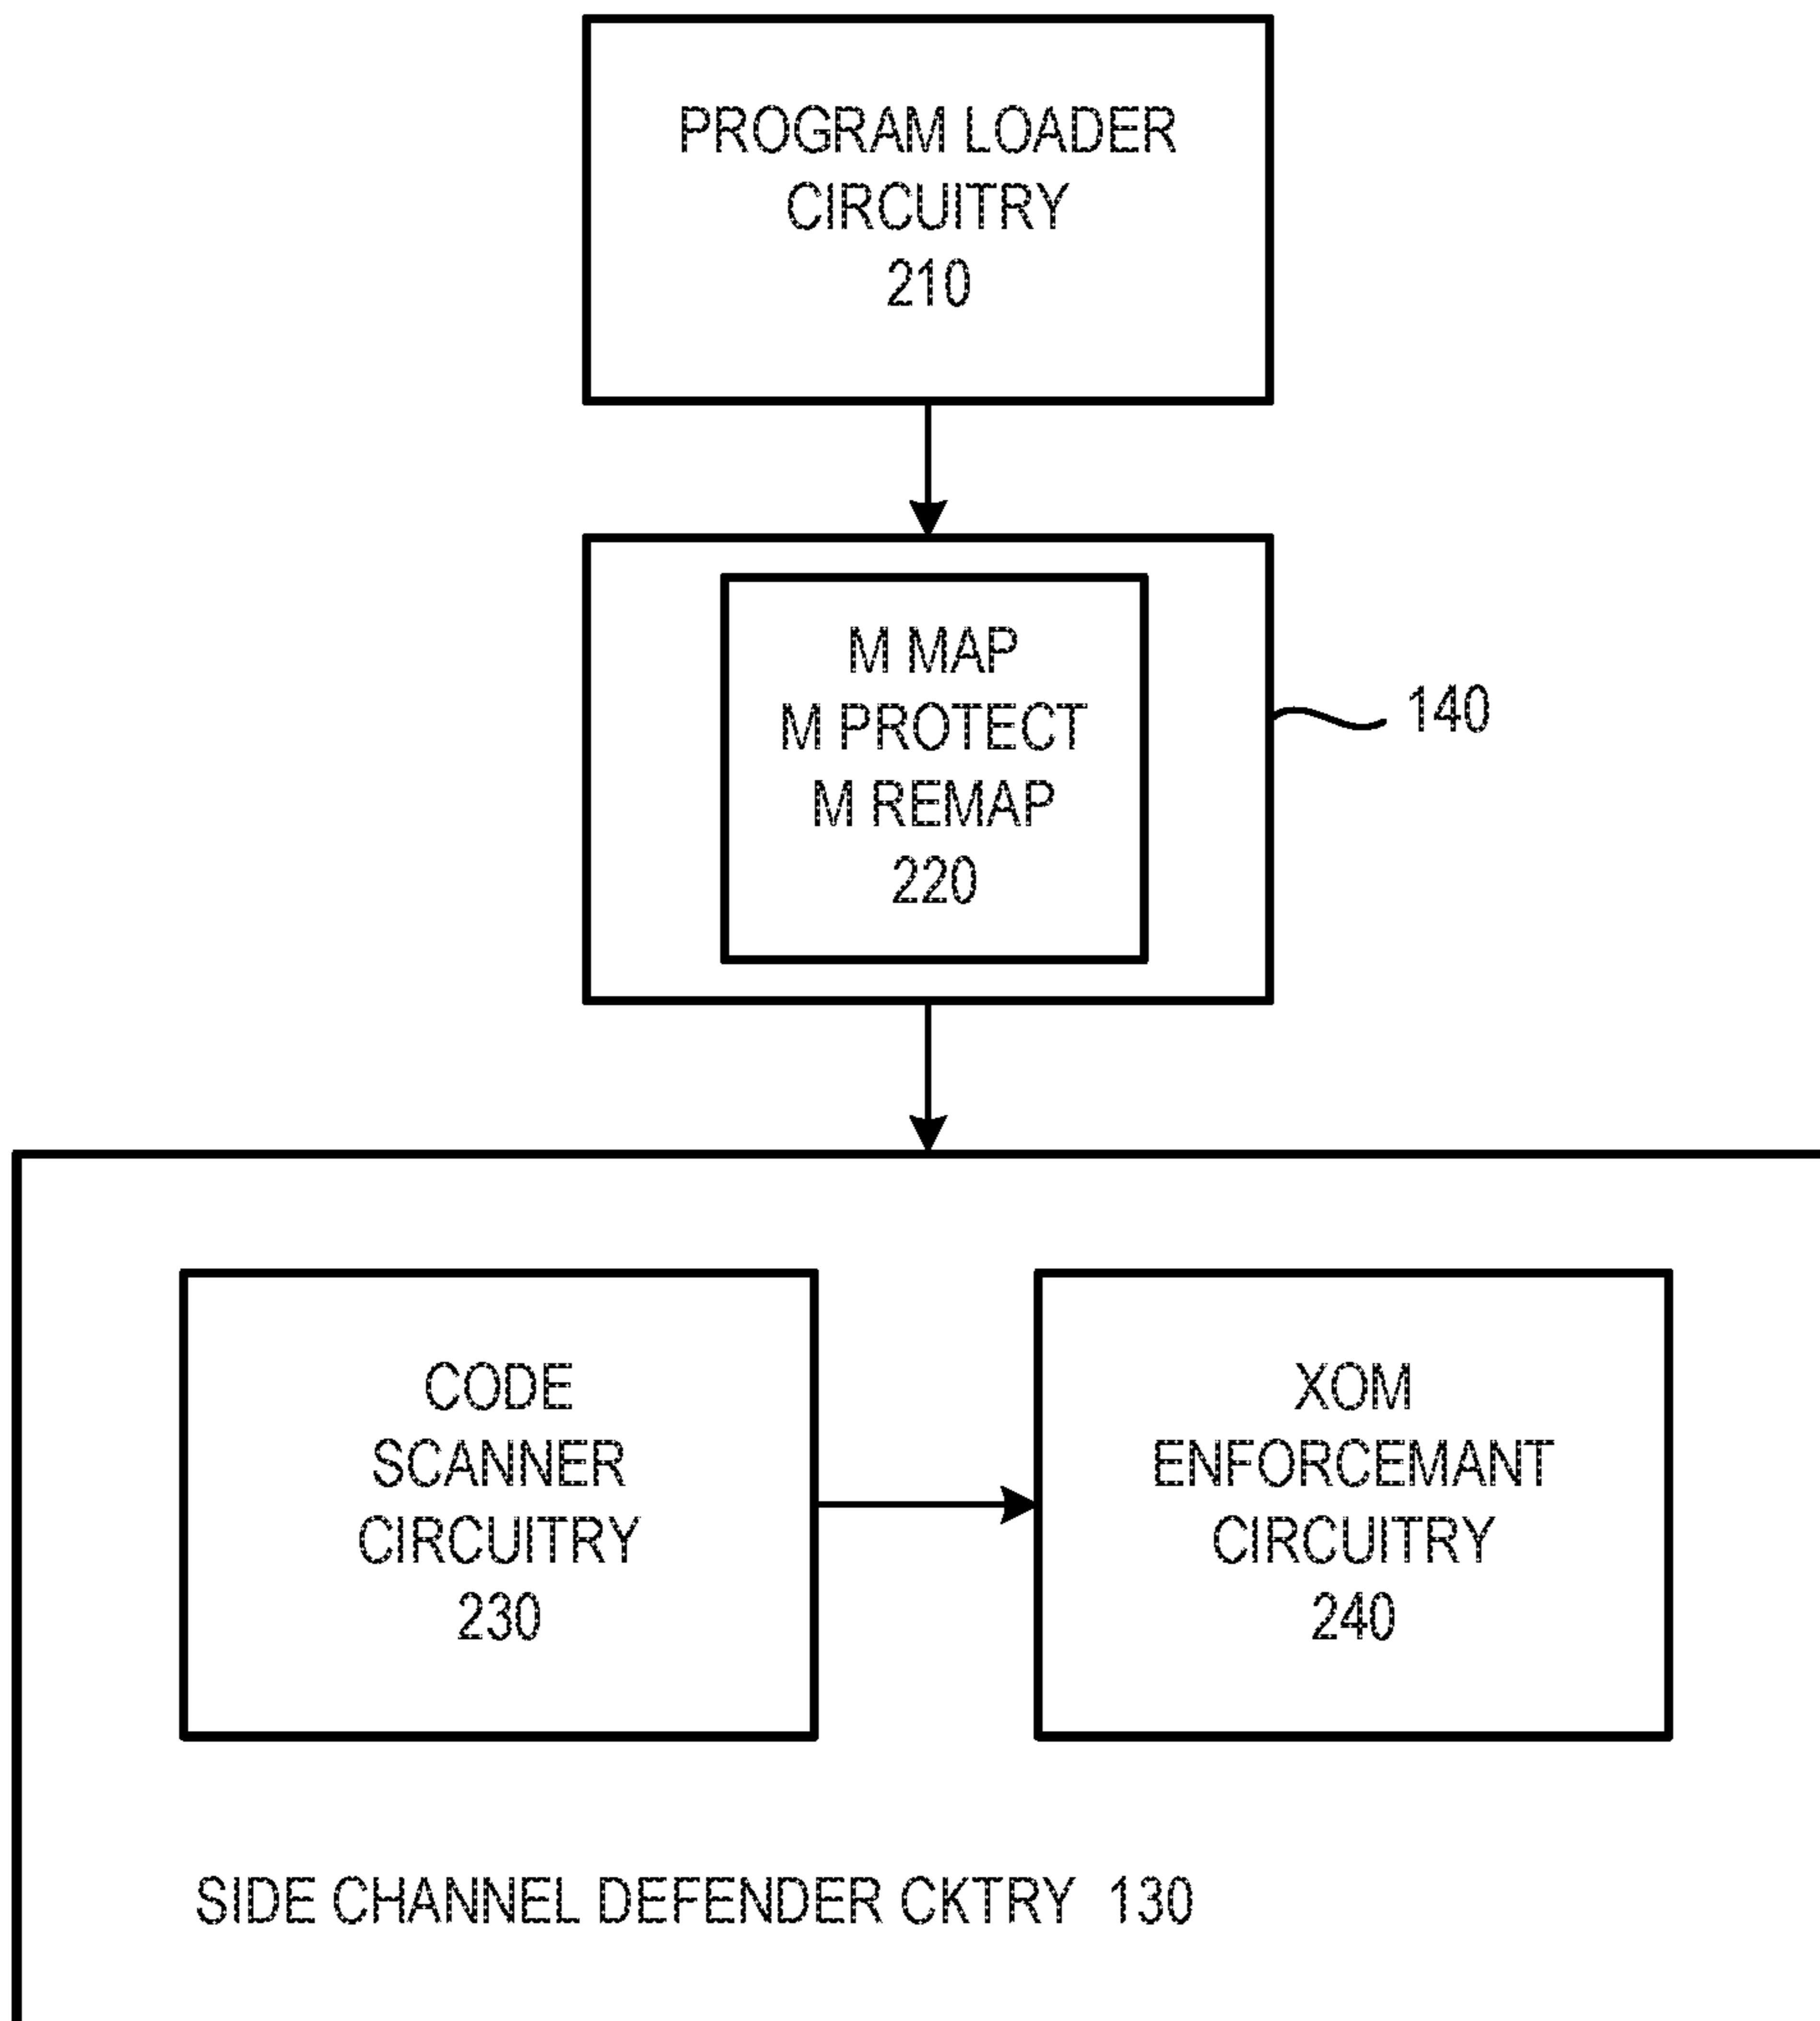 PROGRAM LOADER
CIRCUITRY
210
M MAP
M PROTECT
M REMAP
220
140
CODE
SCANNER
CIRCUITRY
230
XOM
ENFORCEMANT
CIRCUITRY
240
SIDE CHANNEL DEFENDER CKTRY 130